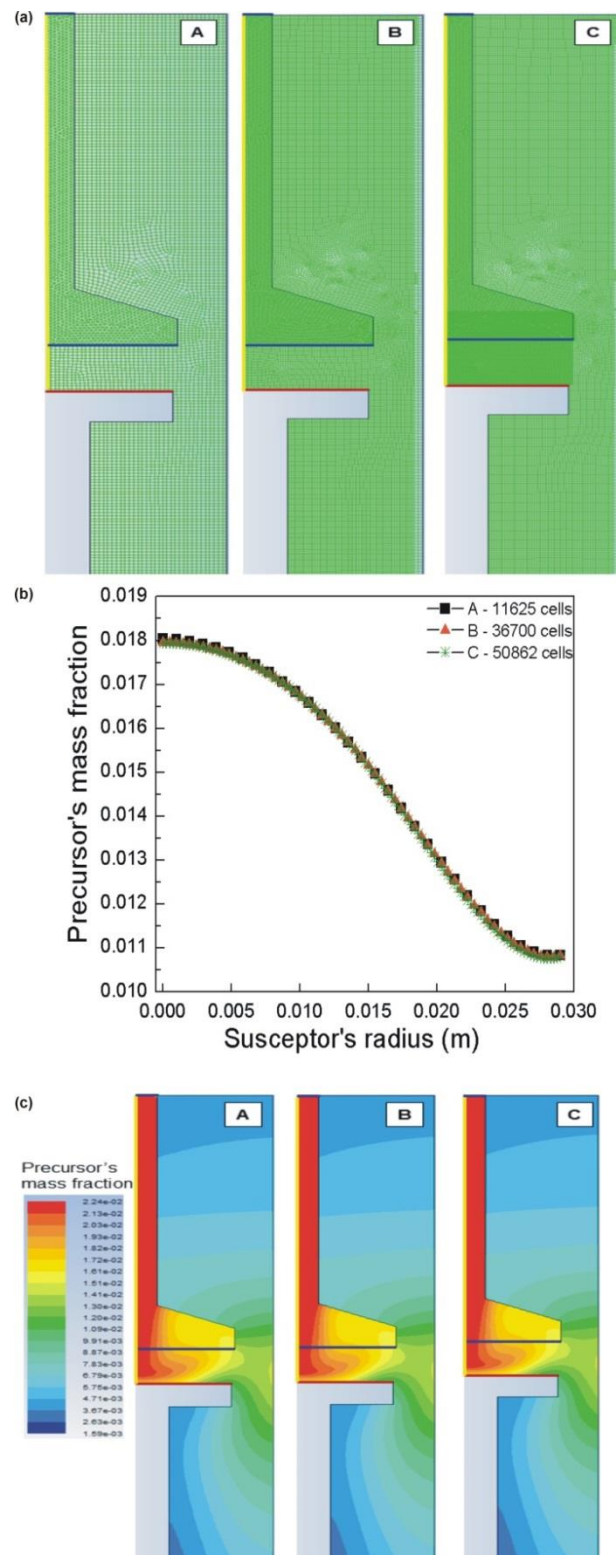 (a)
A
B
C
(b)
0.019
0.018
0.017
0.016
0.015
0.014
0.013
0.012
0.011
0.010
Precursor's mass fraction
A - 11625 cells
B - 36700 cells
C - 50862 cells
0.000
0.005
0.010
0.015
0.020
0.025
0.030
Susceptor's radius (m)
(c)
A
B
C
Precursor's
mass fraction
2.24e-02
2.13e-02
2.03e-02
1.93e-02
1.82e-02
1.72e-02
1.61e-02
1.51e-02
1.41e-02
1.30e-02
1.20e-02
1.09e-02
9.91e-03
8.87e-03
7.83e-03
6.79e-03
5.75e-03
4.71e-03
3.67e-03
2.63e-03
1.59e-03